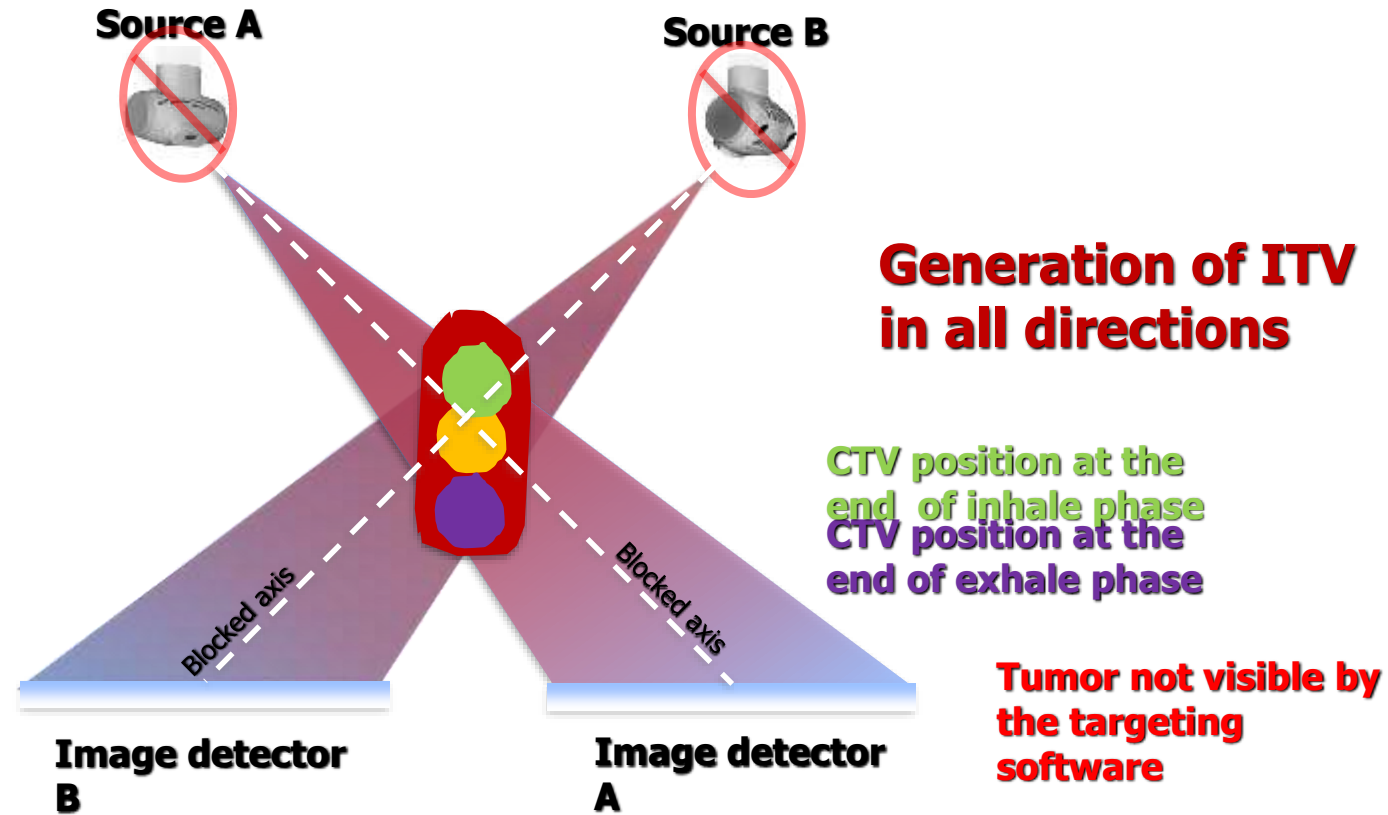 Source A
Source B
Generation of ITV
in all directions
CTV position at the
end of inhale phase
CTV position at the
end of exhale phase
Blocked axis
Blocked axis
Tumor not visible by
the targeting
software
Image detector
B
Image detector
A